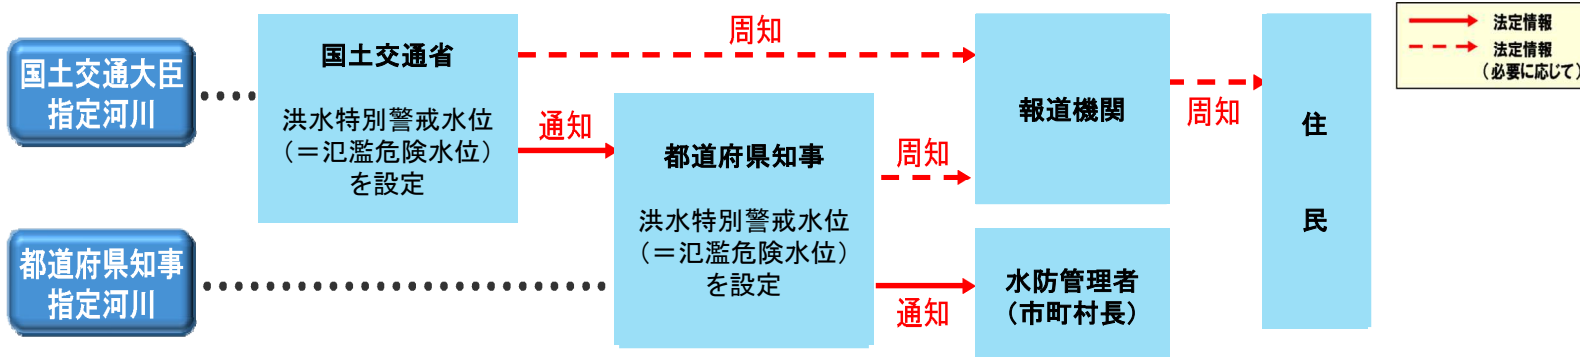 国土交通大臣
指定河川
国土交通省
洪水特別警戒水位
（＝氾濫危険水位）
を設定
周知
通知
都道府県知事
洪水特別警戒水位
（＝氾濫危険水位）
を設定
周知
報道機関
周知
住
民
都道府県知事
指定河川
通知
水防管理者
（市町村長）
法定情報
法定情報
（必要に応じて）